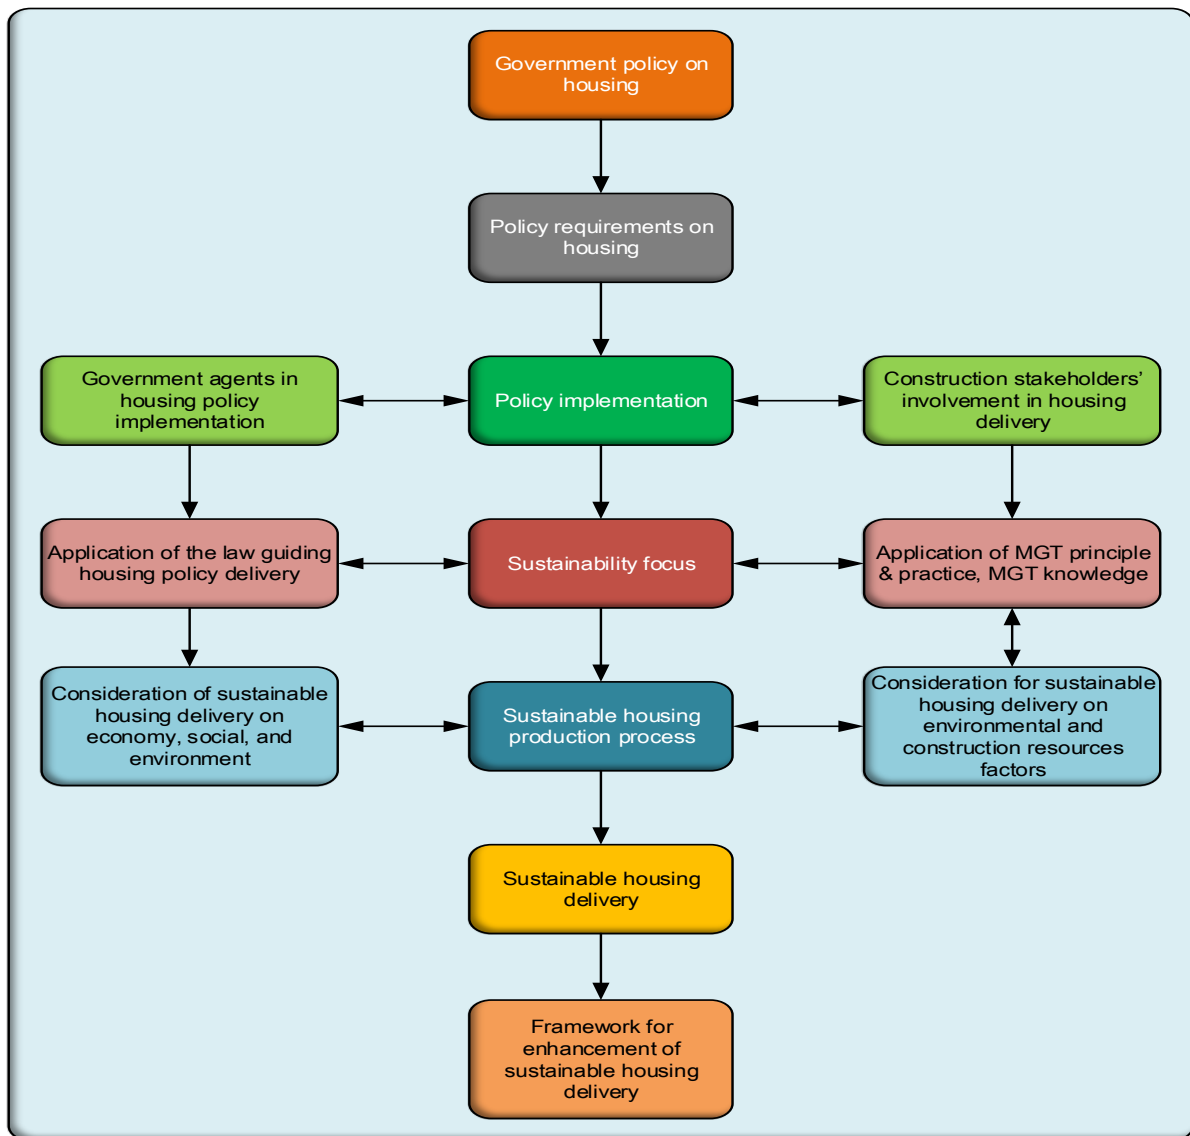 Government policy on
housing
Policy requirements on
housing
Government agents in
housing policy
implementation
Policy implementation
Construction stakeholders’
involvement in housing
delivery
Application of the law guiding
housing policy delivery
Sustainability focus
Application of MGT principle
& practice, MGT knowledge
Consideration of sustainable
housing delivery on
economy, social, and
environment
Sustainable housing
production process
Consideration for sustainable
housing delivery on
environmental and
construction resources
factors
Sustainable housing
delivery
Framework for
enhancement of
sustainable housing
delivery